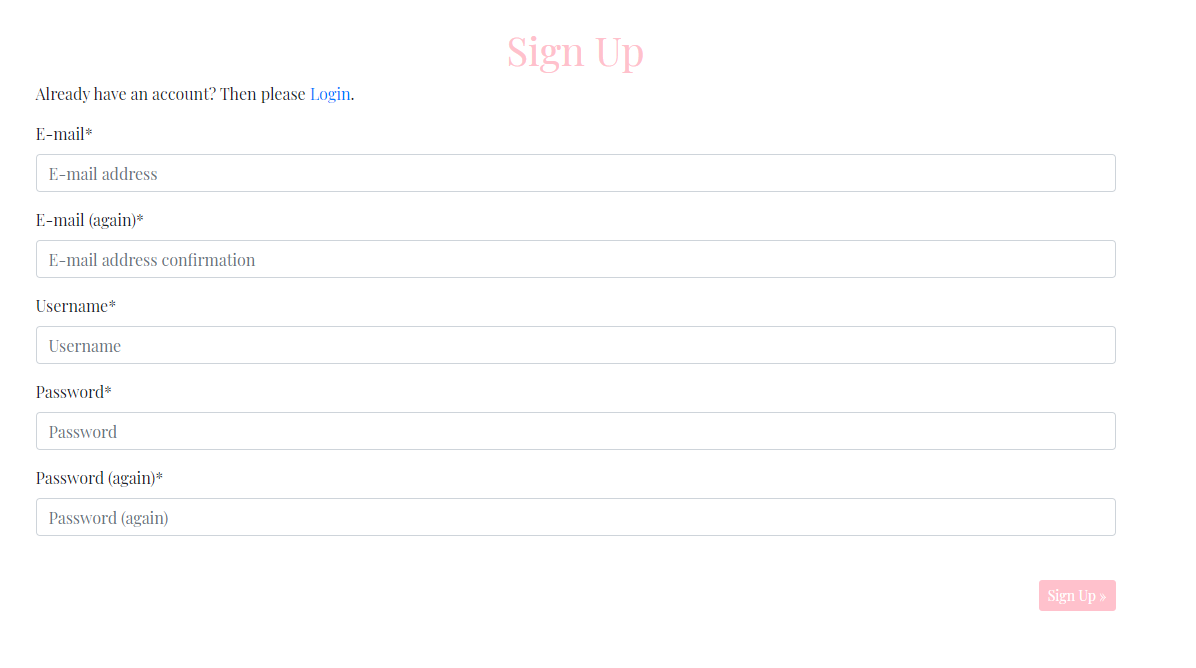 Sign Up
Already have an account? Then please Login.
E-mail*
E-mail address
E-mail (again)*
E-mail address confirmation
Username*
Username
Password*
Password
Password (again)*
Password (again)
Sign Up »